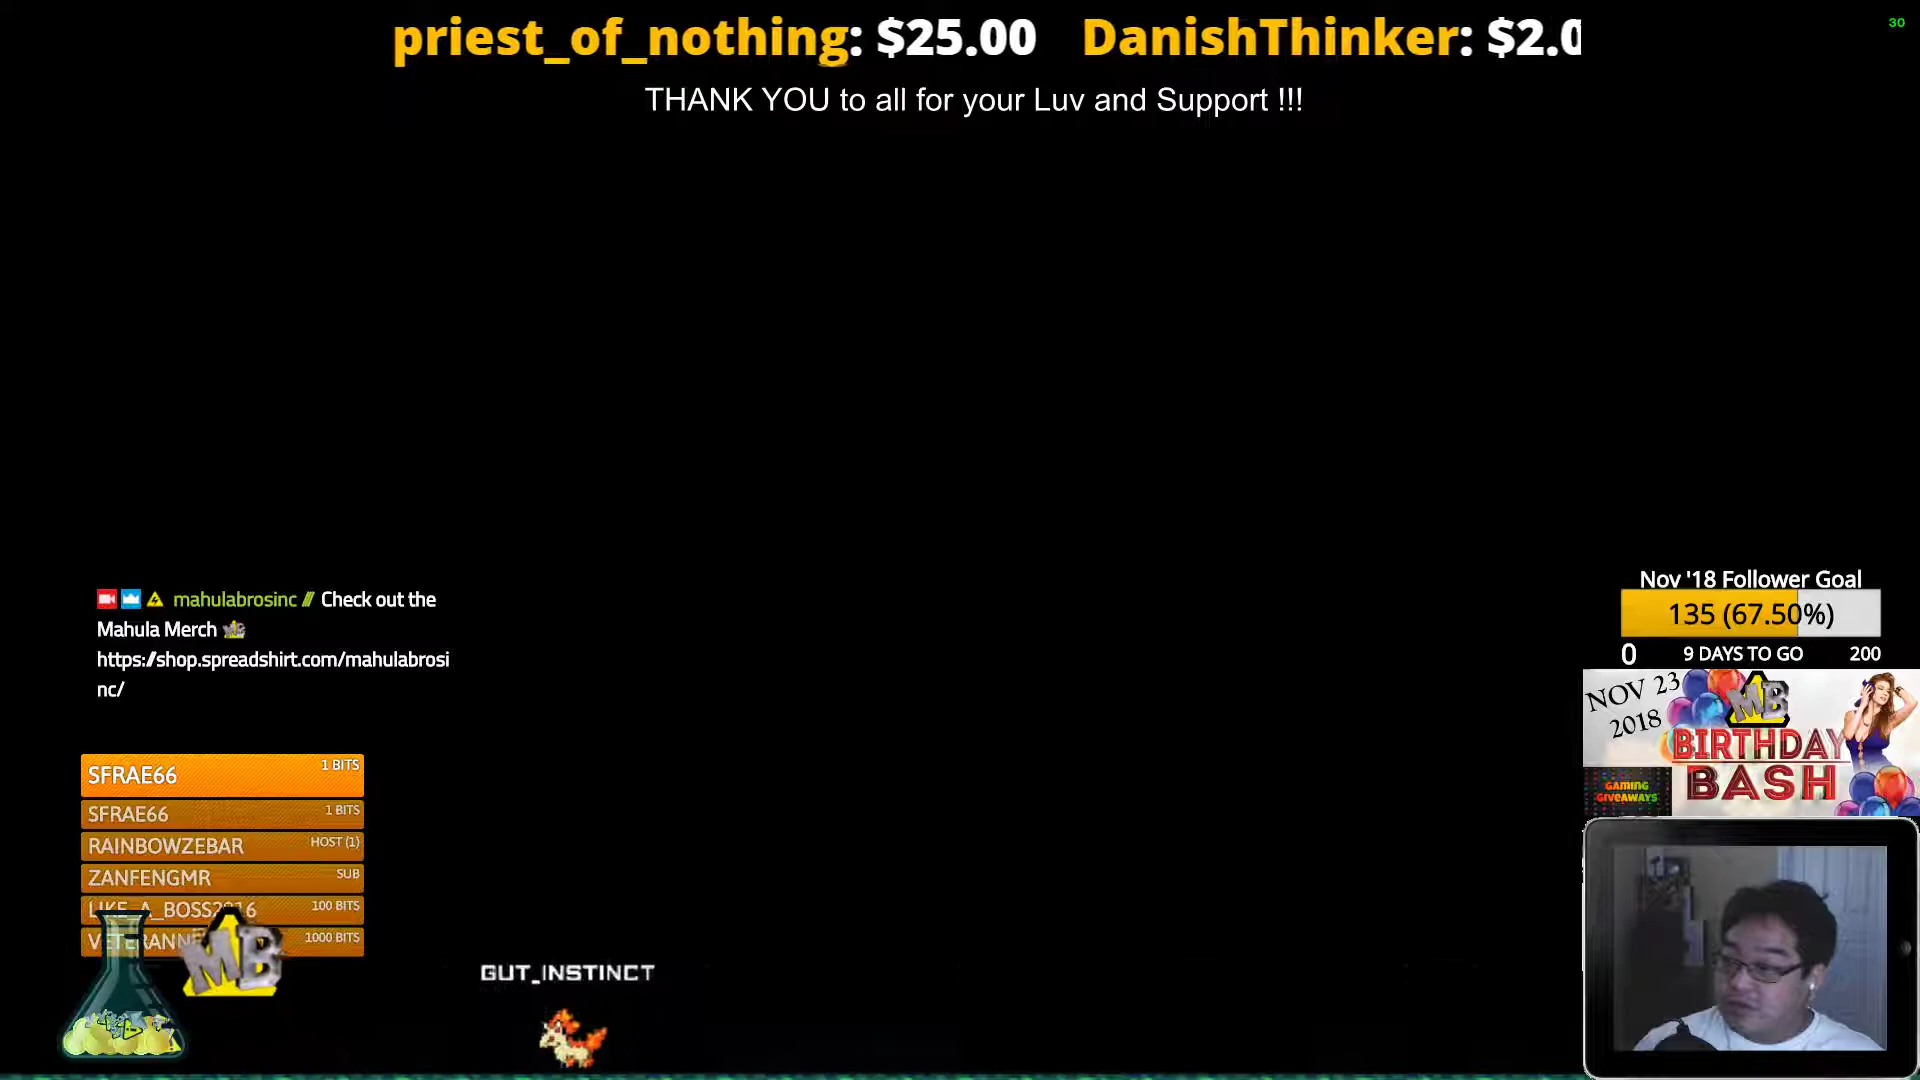 priest_of_nothing: $25.00 DanishThinker: $2.0
30
THANK YOU to all for your Luv and Support !!!
mahulabrosinc /// Check out the
Mahula Merch
https://shop.spreadshirt.com/mahulabrosi
nc/
SFRAE66 1 BITS
SFRAE66 1 BITS
RAINBOWZEBAR HOST (1)
ZANFENGMR SUB
100 BITS
1000 BITS
MB
GUT_INSTINCT
Nov '18 Follower Goal
135 (67.50%)
0 9 DAYS TO GO 200
NOV 23
2018
MB
BIRTHDAY
BASH
GAMING
GIVEAWAYS